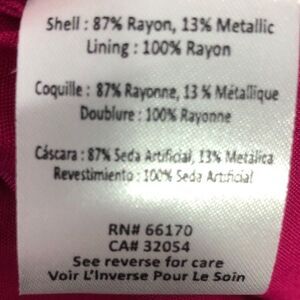 Shell : 87% Rayon, 13% Metallic
Lining : 100% Rayon
Coquille : 87% Rayonne, 13 % Métallique
Doublure : 100% Rayonne
Cáscara : 87% Seda Artificial, 13% Metálica
Revestimiento : 100% Seda Artificial
RN# 66170
CA# 32054
See reverse for care
Voir L'Inverse Pour Le Soin